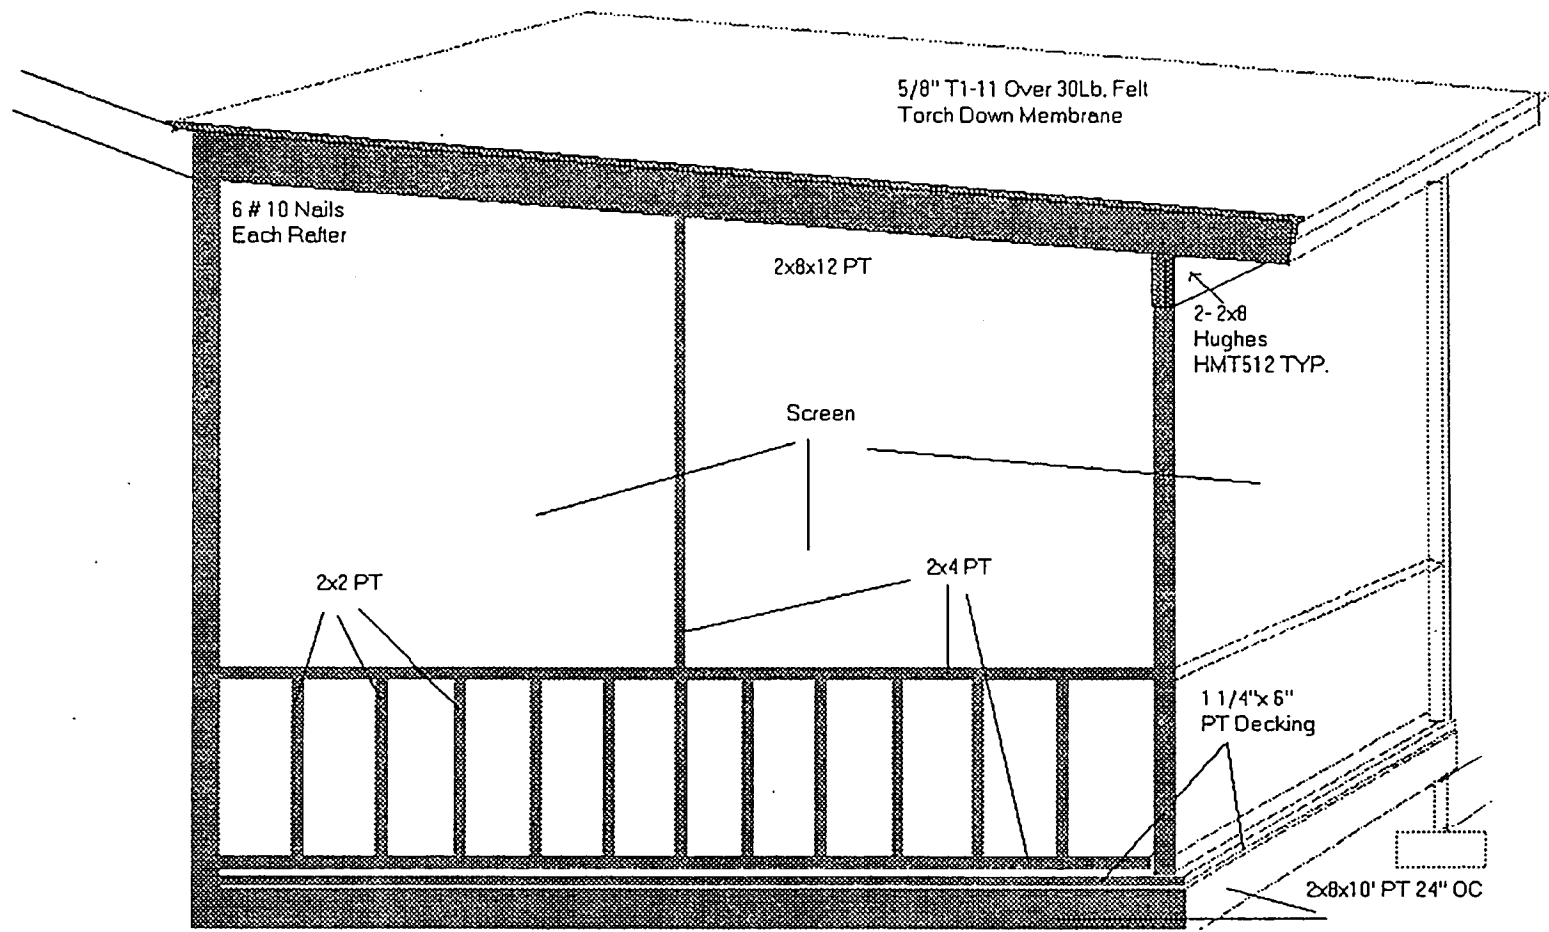 5/8" T1-11 Over 30Lb. Felt
Torch Down Membrane
6 # 10 Nails
Each Rafter
2x8x12 PT
2- 2x8
Hughes
HMT512 TYP.
Screen
2x2 PT
2x4 PT
1 1/4"x 6"
PT Decking
2x8x10' PT 24" OC